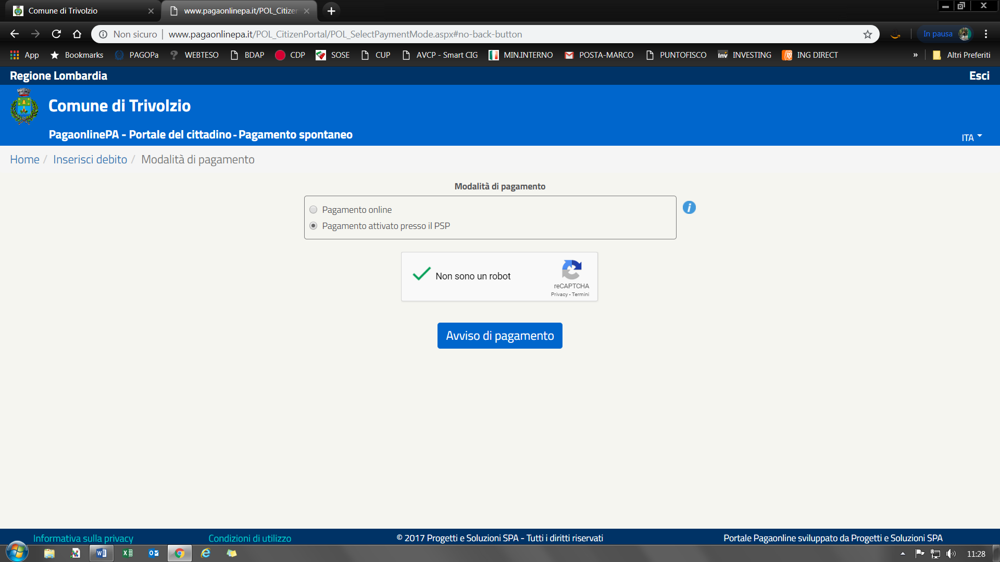 Comune di Trivolzio
www.pagaonlinepa.it/POL_Citizen
Non sicuro
www.pagaonlinepa.it/POL_CitizenPortal/POL_SelectPaymentMode.aspx#no-back-button
In pausa
App
Bookmarks
PAGOPa
WEBTESO
BDAP
CDP
SOSE
CUP
AVCP - Smart CIG
MIN.INTERNO
POSTA-MARCO
PUNTOFISCO
inv INVESTING
ING DIRECT
»
Altri Preferiti
Regione Lombardia
Esci
Comune di Trivolzio
PagaonlinePA - Portale del cittadino - Pagamento spontaneo
ITA
Home / Inserisci debito / Modalità di pagamento
Modalità di pagamento
Pagamento online
i
Pagamento attivato presso il PSP
Non sono un robot
reCAPTCHA
Privacy - Termini
Avviso di pagamento
Informativa sulla privacy
Condizioni di utilizzo
© 2017 Progetti e Soluzioni SPA - Tutti i diritti riservati
Portale Pagaonline sviluppato da Progetti e Soluzioni SPA
11:28